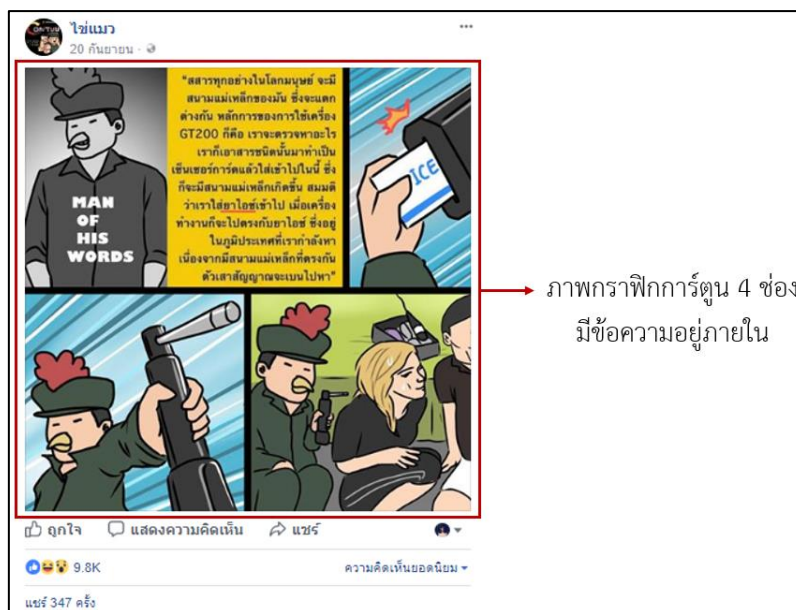 ไข่แมว
20 กันยายน
"สสารทุกอย่างในโลกมนุษย์ จะมี
สนามแม่เหล็กของมัน ซึ่งจะแตก
ต่างกัน หลักการของการใช้เครื่อง
GT200 ก็คือ เราจะตรวจหาอะไร
เราก็เอาสารชนิดนั้นมาทำเป็น
เซ็นเซอร์การ์ดแล้วใส่เข้าไปในนี้ ซึ่ง
ก็จะมีสนามแม่เหล็กเกิดขึ้น สมมติ
ว่าเราใส่ยาไอซ์เข้าไป เมื่อเครื่อง
ทำงานก็จะไปตรงกับยาไอซ์ ซึ่งอยู่
ในภูมิประเทศที่เรากำลังหา
เนื่องจากมีสนามแม่เหล็กที่ตรงกัน
ตัวเสาสัญญาณจะเบนไปหา"
MAN
OF
HIS
WORDS
ICE
ภาพกราฟิกการ์ตูน 4 ช่อง
มีข้อความอยู่ภายใน
ถูกใจ แสดงความคิดเห็น แชร์
9.8K ความคิดเห็นยอดนิยม
แชร์ 347 ครั้ง